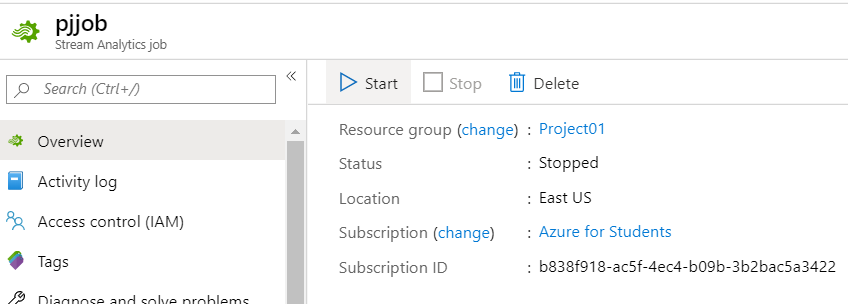 pjjob
Stream Analytics job
Search (Ctrl+/)
«
Start
Stop
Delete
Overview
Activity log
Access control (IAM)
Tags
Diagnose and solve problems
Resource group (change) : Project01
Status : Stopped
Location : East US
Subscription (change) : Azure for Students
Subscription ID : b838f918-ac5f-4ec4-b09b-3b2bac5a3422